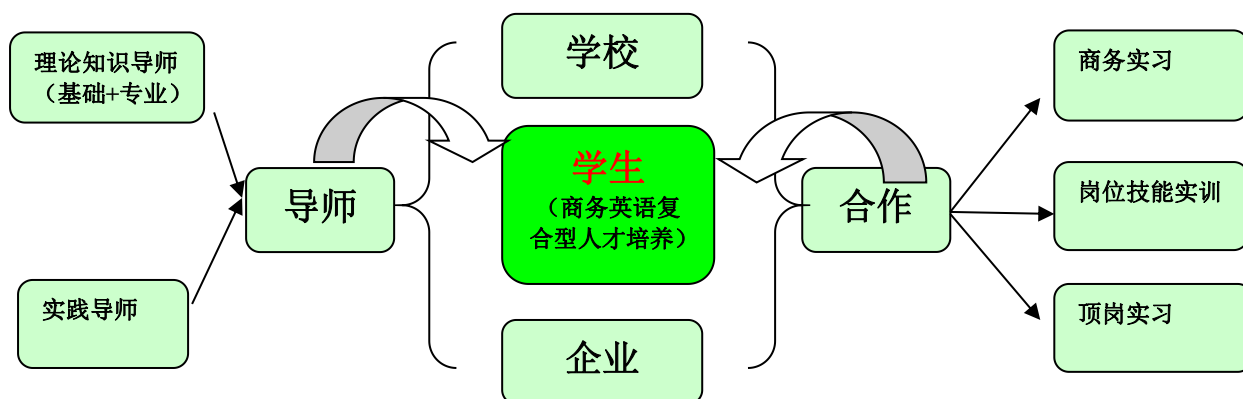 理论知识导师
（基础+专业）
实践导师
导师
学校
学生
（商务英语复
合型人才培养）
企业
合作
商务实习
岗位技能实训
顶岗实习